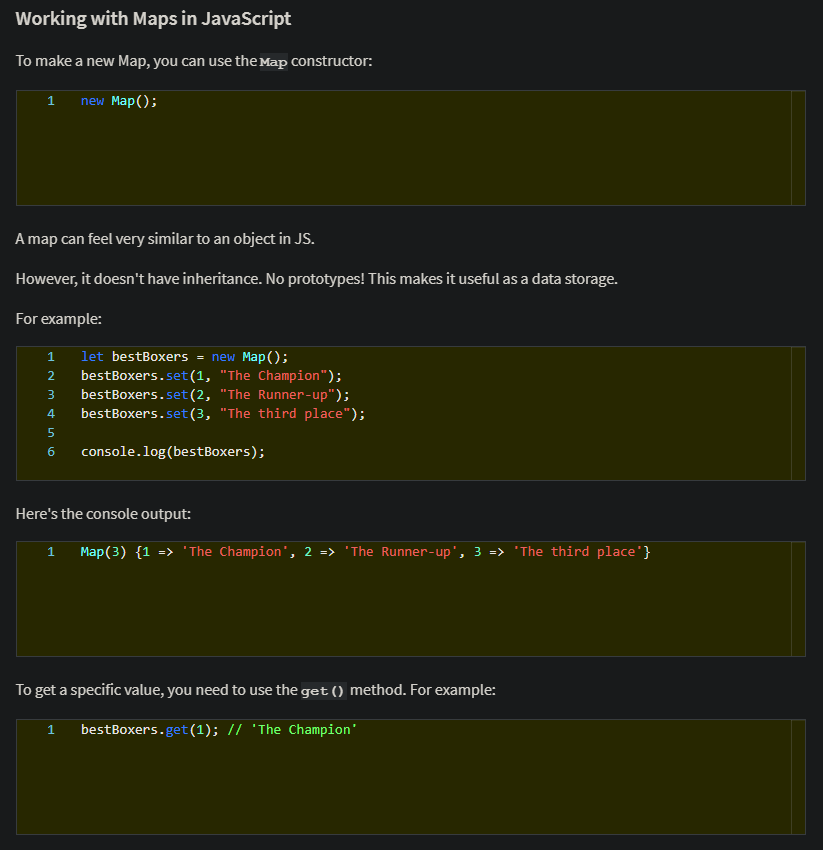 Working with Maps in JavaScript
To make a new Map, you can use the Map constructor:
1 new Map();
A map can feel very similar to an object in JS.
However, it doesn't have inheritance. No prototypes! This makes it useful as a data storage.
For example:
1 let bestBoxers = new Map();
2 bestBoxers.set(1, "The Champion");
3 bestBoxers.set(2, "The Runner-up");
4 bestBoxers.set(3, "The third place");
5
6 console.log(bestBoxers);
Here's the console output:
1 Map(3) {1 => 'The Champion', 2 => 'The Runner-up', 3 => 'The third place'}
To get a specific value, you need to use the get() method. For example:
1 bestBoxers.get(1); // 'The Champion'